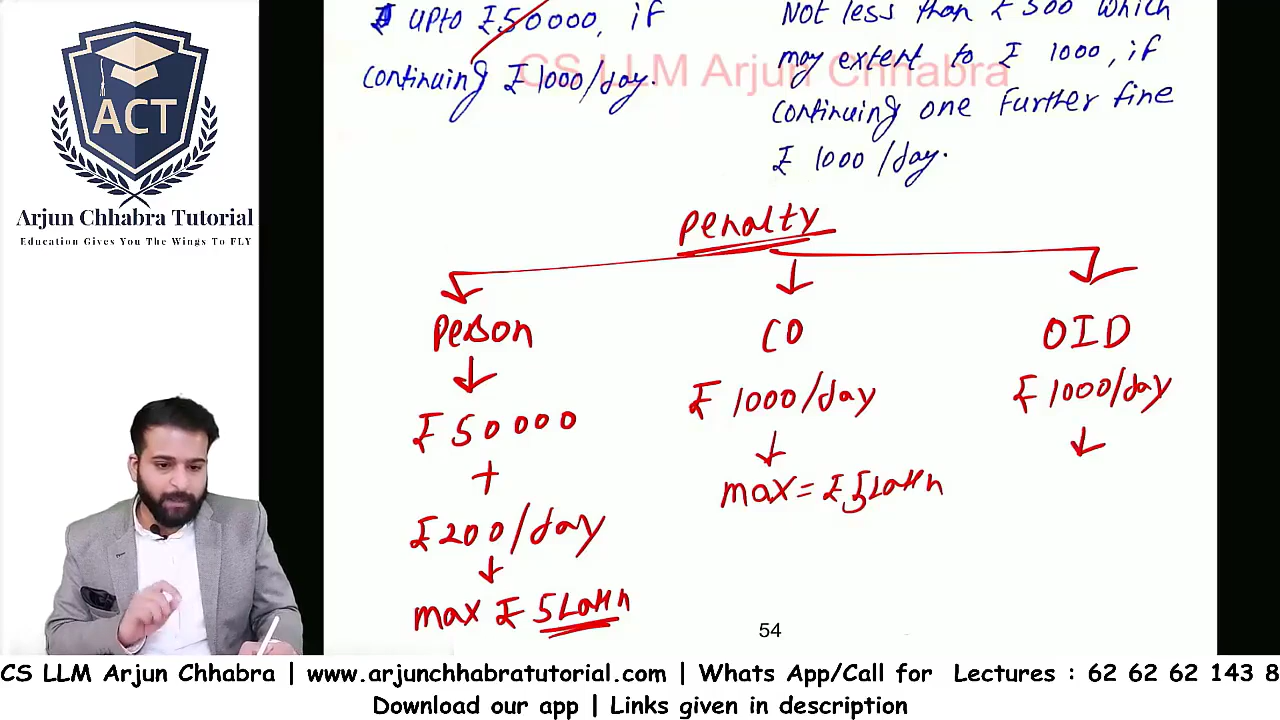 upto ₹50000, if
continuing ₹1000/day.
Not less than ₹ 500 which
may extent to ₹ 1000, if
continuing one Further fine
₹ 1000/day.
CS LLM Arjun Chhabra
ACT
Arjun Chhabra Tutorial
Education Gives You The Wings To FLY
Penalty
Person
₹50000
+
₹200/day
max ₹ 5Lakh
CO
₹1000/day
max = ₹5Lakh
OID
₹1000/day
54
CS LLM Arjun Chhabra | www.arjunchhabratutorial.com | Whats App/Call for Lectures : 62 62 62 143 8
Download our app | Links given in description